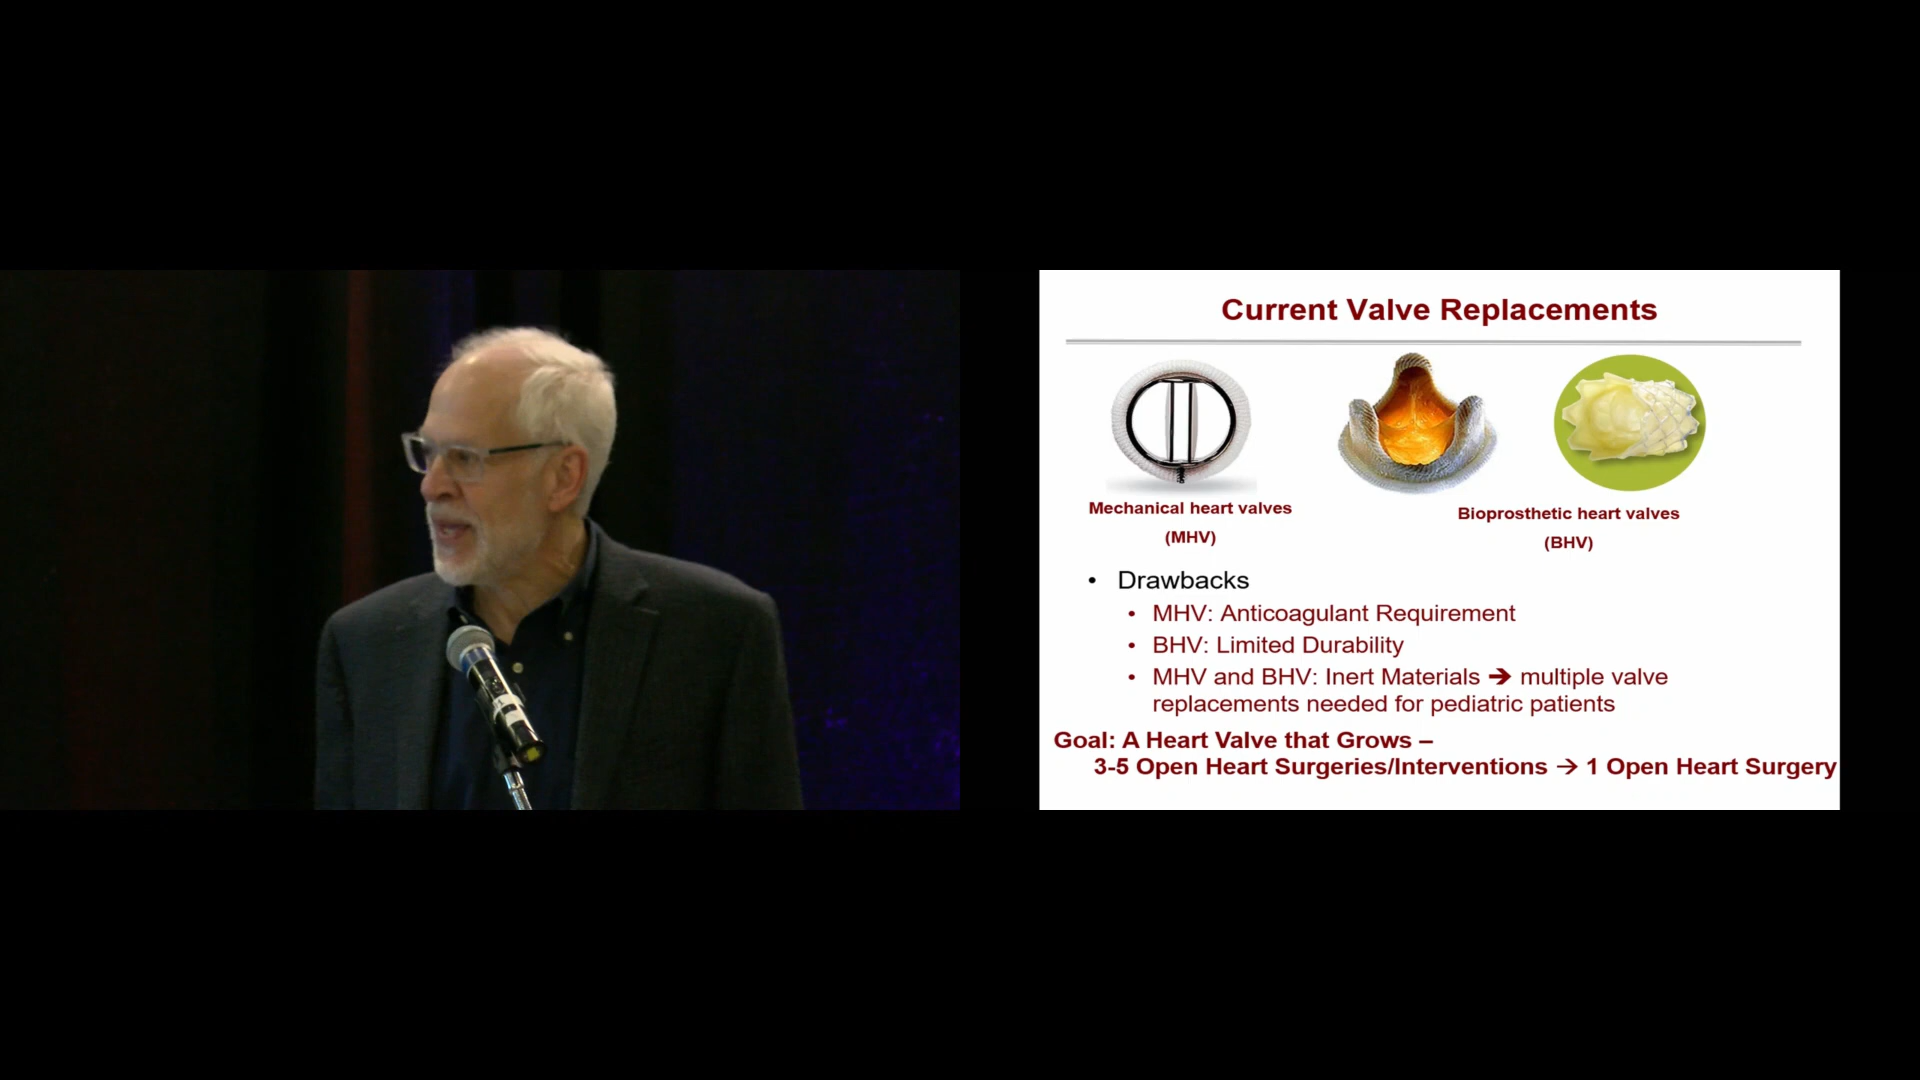 Current Valve Replacements
Mechanical heart valves
(MHV)
Bioprosthetic heart valves
(BHV)
• Drawbacks
• MHV: Anticoagulant Requirement
• BHV: Limited Durability
• MHV and BHV: Inert Materials ➔ multiple valve
replacements needed for pediatric patients
Goal: A Heart Valve that Grows –
3-5 Open Heart Surgeries/Interventions → 1 Open Heart Surgery